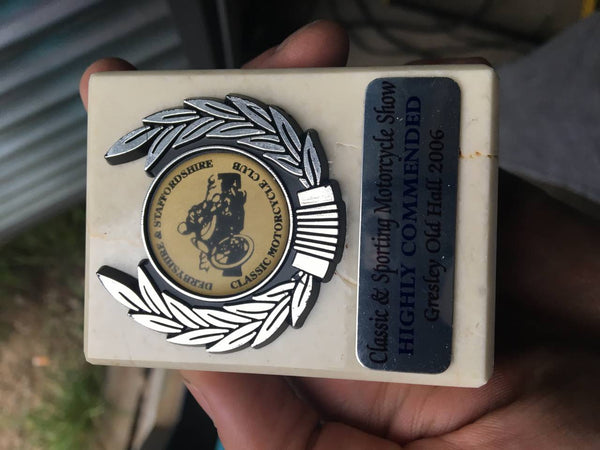 DERBYSHIRE & STAFFORDSHIRE
CLASSIC MOTORCYCLE CLUB
Classic & Sporting Motorcycle Show
HIGHLY COMMENDED
Gresley Old Hall 2006